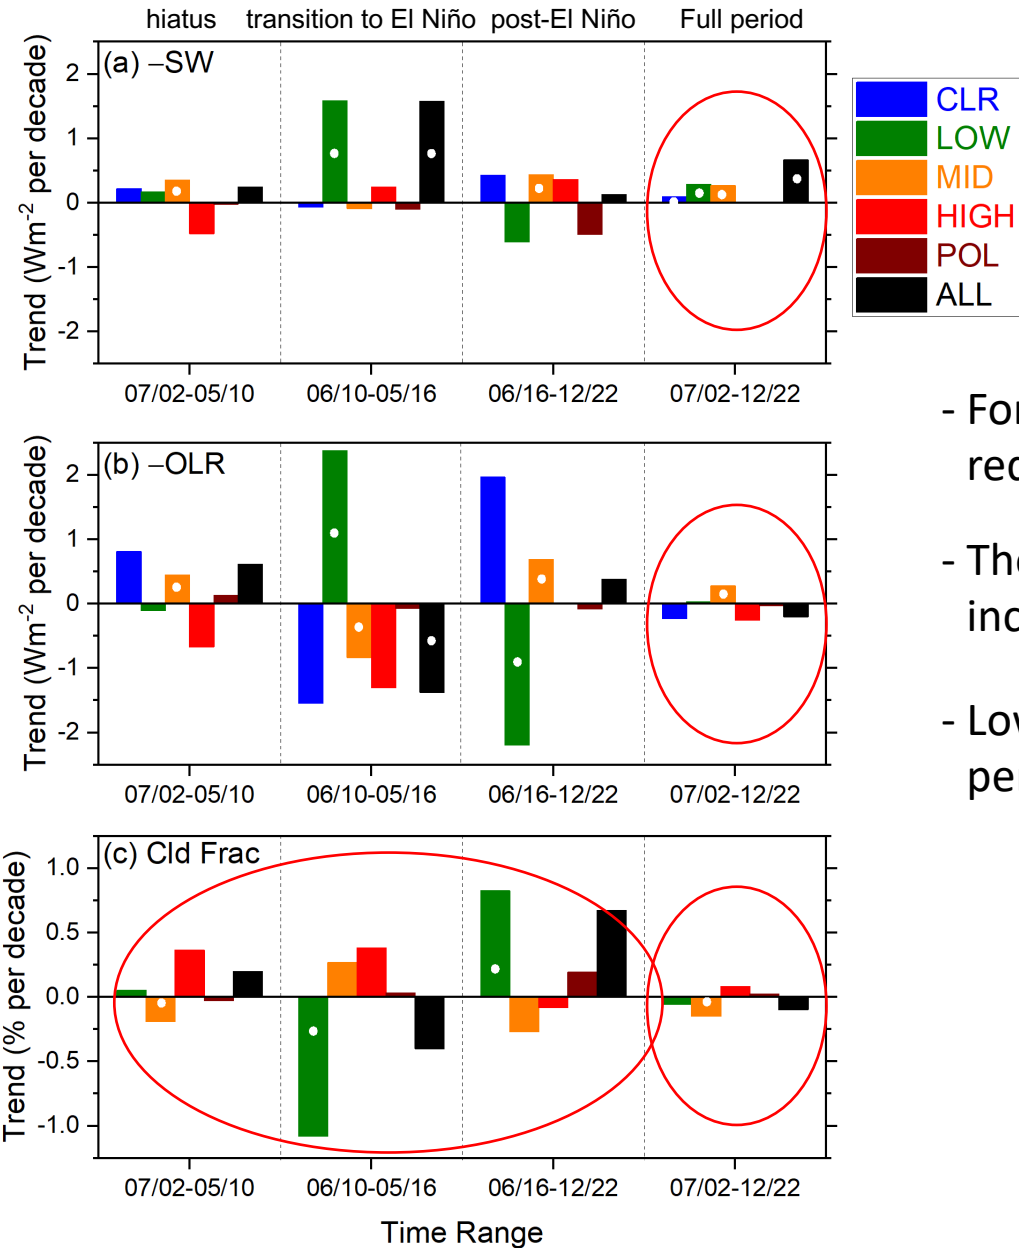 hiatus transition to El Niño post-El Niño Full period
(a) –SW
Trend (Wm-2 per decade)
2
1
0
-1
-2
07/02-05/10 06/10-05/16 06/16-12/22 07/02-12/22
CLR
LOW
MID
HIGH
POL
ALL
(b) –OLR
Trend (Wm-2 per decade)
2
1
0
-1
-2
07/02-05/10 06/10-05/16 06/16-12/22 07/02-12/22
(c) Cld Frac
Trend (% per decade)
1.0
0.5
0.0
-0.5
-1.0
07/02-05/10 06/10-05/16 06/16-12/22 07/02-12/22
Time Range